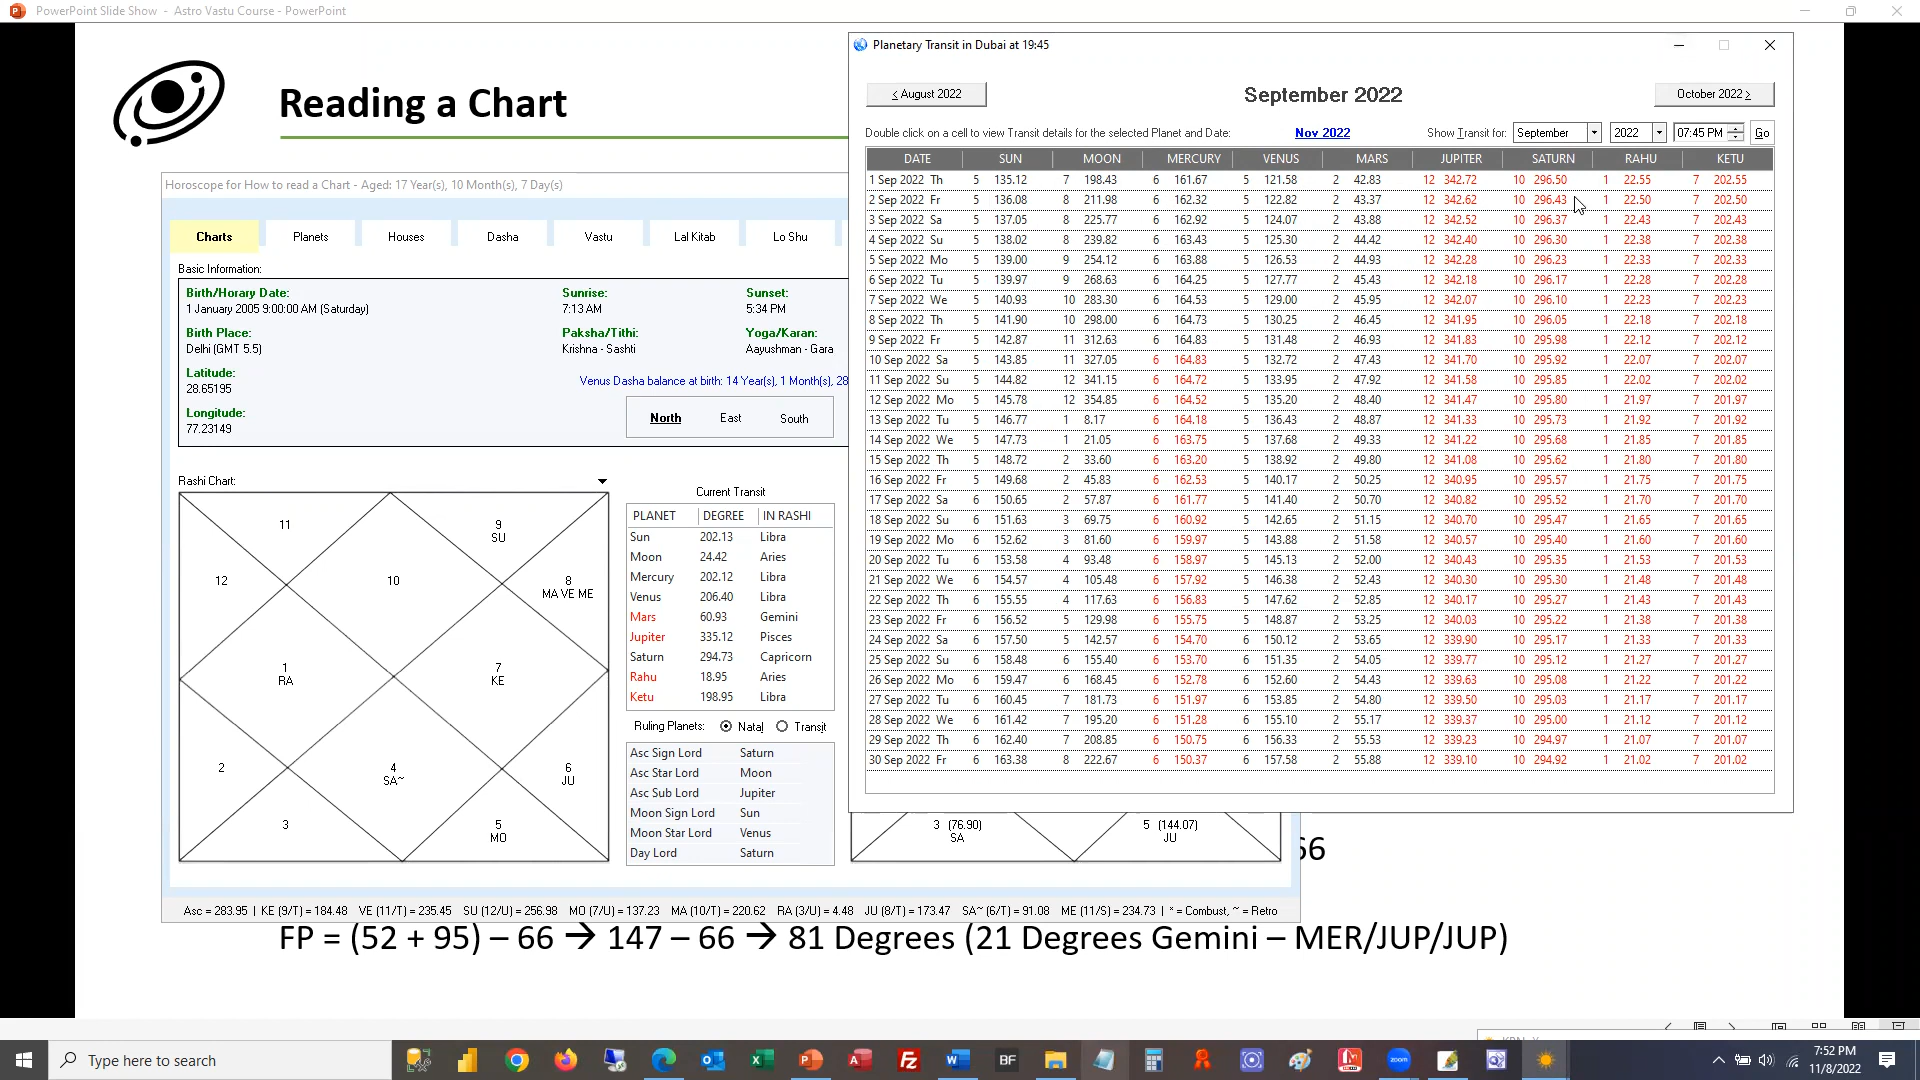 PowerPoint Slide Show - Astro Vastu Course - PowerPoint
Reading a Chart
Horoscope for How to read a Chart - Aged: 17 Year(s), 10 Month(s), 7 Day(s)
Charts Planets Houses Dasha Vastu Lal Kitab Lo Shu
Basic Information:
Birth/Horary Date: Sunrise: Sunset:
1 January 2005 9:00:00 AM (Saturday) 7:13 AM 5:34 PM
Birth Place: Paksha/Tithi: Yoga/Karan:
Delhi (GMT 5.5) Krishna - Sashti Aayushman - Gara
Latitude:
28.65195 Venus Dasha balance at birth: 14 Year(s), 1 Month(s), 28
Longitude:
77.23149
North East South
Rashi Chart:
11
9
SU
12
10
8
MA VE ME
1
RA
7
KE
2
4
SA~
6
JU
3
5
MO
Current Transit
PLANET DEGREE IN RASHI
Sun 202.13 Libra
Moon 24.42 Aries
Mercury 202.12 Libra
Venus 206.40 Libra
Mars 60.93 Gemini
Jupiter 335.12 Pisces
Saturn 294.73 Capricorn
Rahu 18.95 Aries
Ketu 198.95 Libra
Ruling Planets: Natal Transit
Asc Sign Lord Saturn
Asc Star Lord Moon
Asc Sub Lord Jupiter
Moon Sign Lord Sun
Moon Star Lord Venus
Day Lord Saturn
Planetary Transit in Dubai at 19:45
< August 2022 September 2022 October 2022 >
Double click on a cell to view Transit details for the selected Planet and Date: Nov 2022 Show Transit for: September 2022 07:45 PM Go
DATE SUN MOON MERCURY VENUS MARS JUPITER SATURN RAHU KETU
1 Sep 2022 Th 5 135.12 7 198.43 6 161.67 5 121.58 2 42.83 12 342.72 10 296.50 1 22.55 7 202.55
2 Sep 2022 Fr 5 136.08 8 211.98 6 162.32 5 122.82 2 43.37 12 342.62 10 296.43 1 22.50 7 202.50
3 Sep 2022 Sa 5 137.05 8 225.77 6 162.92 5 124.07 2 43.88 12 342.52 10 296.37 1 22.43 7 202.43
4 Sep 2022 Su 5 138.02 8 239.82 6 163.43 5 125.30 2 44.42 12 342.40 10 296.30 1 22.38 7 202.38
5 Sep 2022 Mo 5 139.00 9 254.12 6 163.88 5 126.53 2 44.93 12 342.28 10 296.23 1 22.33 7 202.33
6 Sep 2022 Tu 5 139.97 9 268.63 6 164.25 5 127.77 2 45.43 12 342.18 10 296.17 1 22.28 7 202.28
7 Sep 2022 We 5 140.93 10 283.30 6 164.53 5 129.00 2 45.95 12 342.07 10 296.10 1 22.23 7 202.23
8 Sep 2022 Th 5 141.90 10 298.00 6 164.73 5 130.25 2 46.45 12 341.95 10 296.05 1 22.18 7 202.18
9 Sep 2022 Fr 5 142.87 11 312.63 6 164.83 5 131.48 2 46.93 12 341.83 10 295.98 1 22.12 7 202.12
10 Sep 2022 Sa 5 143.85 11 327.05 6 164.83 5 132.72 2 47.43 12 341.70 10 295.92 1 22.07 7 202.07
11 Sep 2022 Su 5 144.82 12 341.15 6 164.72 5 133.95 2 47.92 12 341.58 10 295.85 1 22.02 7 202.02
12 Sep 2022 Mo 5 145.78 12 354.85 6 164.52 5 135.20 2 48.40 12 341.47 10 295.80 1 21.97 7 201.97
13 Sep 2022 Tu 5 146.77 1 8.17 6 164.18 5 136.43 2 48.87 12 341.33 10 295.73 1 21.92 7 201.92
14 Sep 2022 We 5 147.73 1 21.05 6 163.75 5 137.68 2 49.33 12 341.22 10 295.68 1 21.85 7 201.85
15 Sep 2022 Th 5 148.72 2 33.60 6 163.20 5 138.92 2 49.80 12 341.08 10 295.62 1 21.80 7 201.80
16 Sep 2022 Fr 5 149.68 2 45.83 6 162.53 5 140.17 2 50.25 12 340.95 10 295.57 1 21.75 7 201.75
17 Sep 2022 Sa 6 150.65 2 57.87 6 161.77 5 141.40 2 50.70 12 340.82 10 295.52 1 21.70 7 201.70
18 Sep 2022 Su 6 151.63 3 69.75 6 160.92 5 142.65 2 51.15 12 340.70 10 295.47 1 21.65 7 201.65
19 Sep 2022 Mo 6 152.62 3 81.60 6 159.97 5 143.88 2 51.58 12 340.57 10 295.40 1 21.60 7 201.60
20 Sep 2022 Tu 6 153.58 4 93.48 6 158.97 5 145.13 2 52.00 12 340.43 10 295.35 1 21.53 7 201.53
21 Sep 2022 We 6 154.57 4 105.48 6 157.92 5 146.38 2 52.43 12 340.30 10 295.30 1 21.48 7 201.48
22 Sep 2022 Th 6 155.55 4 117.63 6 156.83 5 147.62 2 52.85 12 340.17 10 295.27 1 21.43 7 201.43
23 Sep 2022 Fr 6 156.52 5 129.98 6 155.75 5 148.87 2 53.25 12 340.03 10 295.22 1 21.38 7 201.38
24 Sep 2022 Sa 6 157.50 5 142.57 6 154.70 6 150.12 2 53.65 12 339.90 10 295.17 1 21.33 7 201.33
25 Sep 2022 Su 6 158.48 6 155.40 6 153.70 6 151.35 2 54.05 12 339.77 10 295.12 1 21.27 7 201.27
26 Sep 2022 Mo 6 159.47 6 168.45 6 152.78 6 152.60 2 54.43 12 339.63 10 295.08 1 21.22 7 201.22
27 Sep 2022 Tu 6 160.45 7 181.73 6 151.97 6 153.85 2 54.80 12 339.50 10 295.03 1 21.17 7 201.17
28 Sep 2022 We 6 161.42 7 195.20 6 151.28 6 155.10 2 55.17 12 339.37 10 295.00 1 21.12 7 201.12
29 Sep 2022 Th 6 162.40 7 208.85 6 150.75 6 156.33 2 55.53 12 339.23 10 294.97 1 21.07 7 201.07
30 Sep 2022 Fr 6 163.38 8 222.67 6 150.37 6 157.58 2 55.88 12 339.10 10 294.92 1 21.02 7 201.02
3 (76.90)
SA
5 (144.07)
JU
66
Asc = 283.95 | KE (9/T) = 184.48 VE (11/T) = 235.45 SU (12/U) = 256.98 MO (7/U) = 137.23 MA (10/T) = 220.62 RA (3/U) = 4.48 JU (8/T) = 173.47 SA~ (6/T) = 91.08 ME (11/S) = 234.73 | * = Combust, ~ = Retro
FP = (52 + 95) – 66 → 147 – 66 → 81 Degrees (21 Degrees Gemini – MER/JUP/JUP)
Type here to search
BF
zoom
7:52 PM
11/8/2022